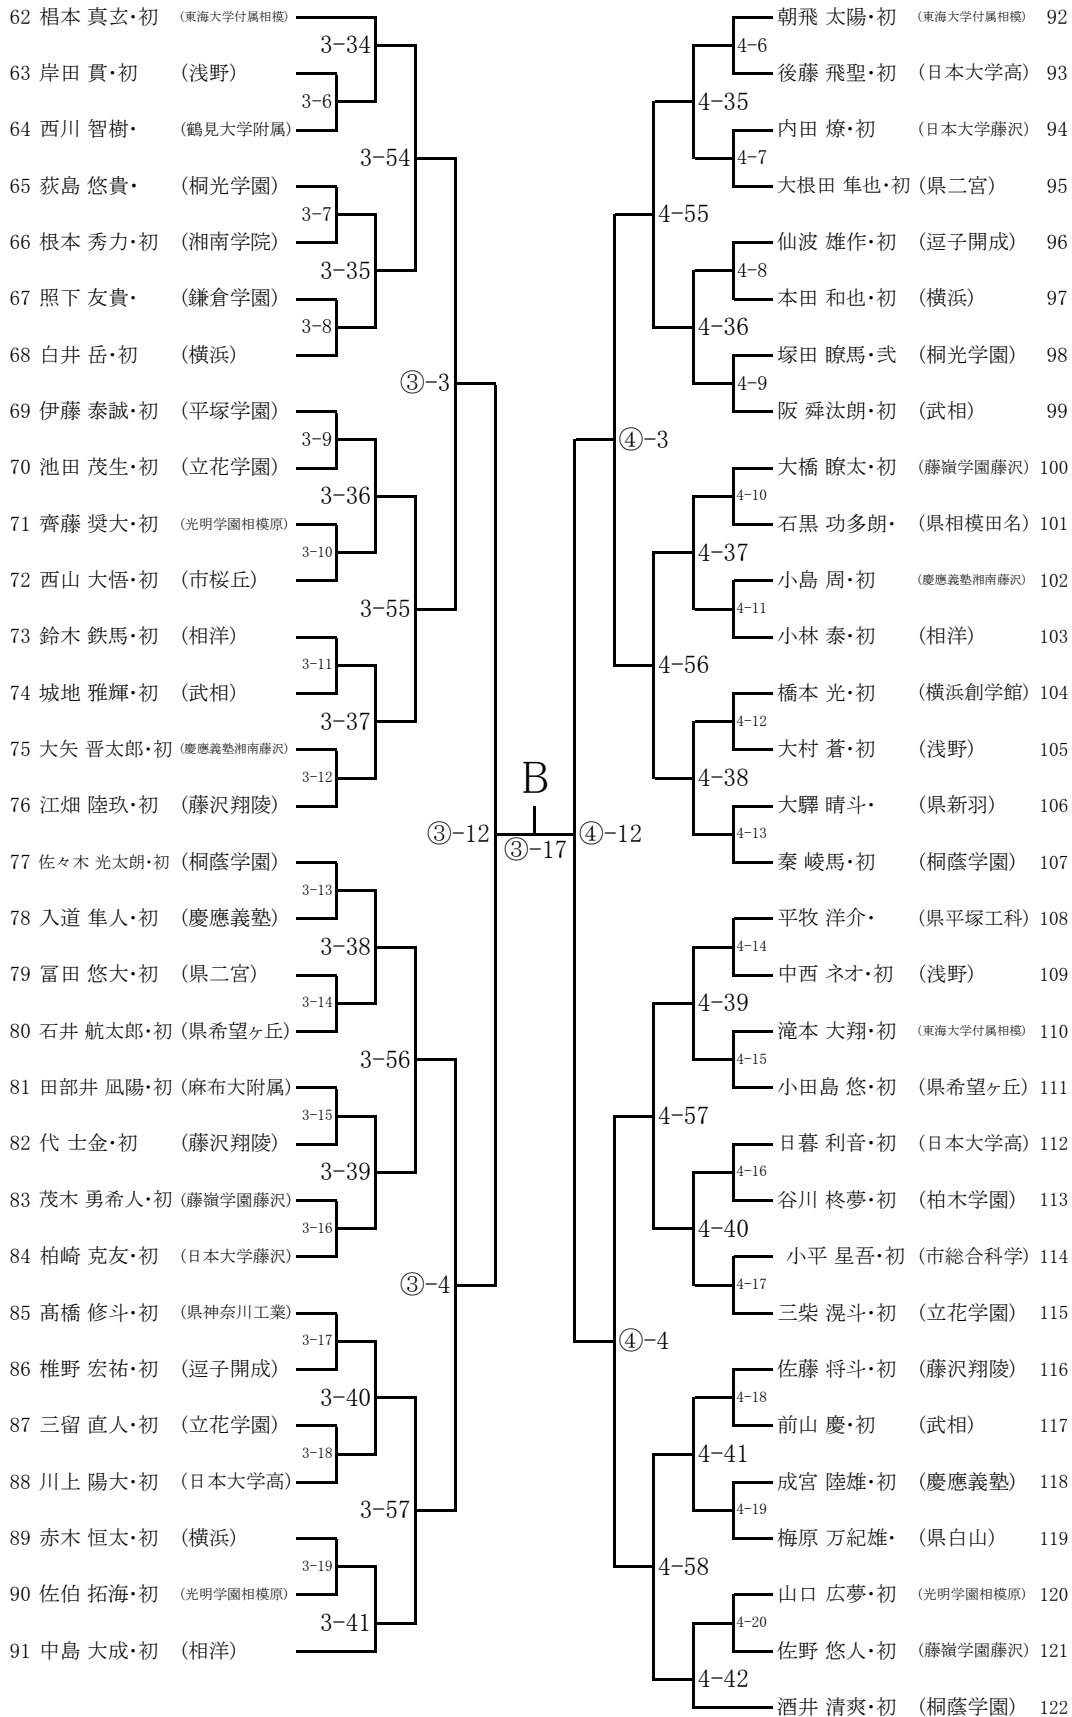 62 椙本 真玄・初 (東海大学付属相模)
3-34
63 岸田 貫・初 (浅野)
3-6
64 西川 智樹・ (鶴見大学附属)
3-54
65 荻島 悠貴・ (桐光学園)
3-7
66 根本 秀力・初 (湘南学院)
3-35
67 照下 友貴・ (鎌倉学園)
3-8
68 白井 岳・初 (横浜)
③-3
69 伊藤 泰誠・初 (平塚学園)
3-9
70 池田 茂生・初 (立花学園)
3-36
71 齊藤 奨大・初 (光明学園相模原)
3-10
72 西山 大悟・初 (市桜丘)
3-55
73 鈴木 鉄馬・初 (相洋)
3-11
74 城地 雅輝・初 (武相)
3-37
75 大矢 晋太郎・初 (慶應義塾湘南藤沢)
3-12
76 江畑 陸玖・初 (藤沢翔陵)
③-12
77 佐々木 光太朗・初 (桐蔭学園)
3-13
78 入道 隼人・初 (慶應義塾)
3-38
79 冨田 悠大・初 (県二宮)
3-14
80 石井 航太郎・初 (県希望ヶ丘)
3-56
81 田部井 凪陽・初 (麻布大附属)
3-15
82 代 士金・初 (藤沢翔陵)
3-39
83 茂木 勇希人・初 (藤嶺学園藤沢)
3-16
84 柏崎 克友・初 (日本大学藤沢)
③-4
85 髙橋 修斗・初 (県神奈川工業)
3-17
86 椎野 宏祐・初 (逗子開成)
3-40
87 三留 直人・初 (立花学園)
3-18
88 川上 陽大・初 (日本大学高)
3-57
89 赤木 恒太・初 (横浜)
3-19
90 佐伯 拓海・初 (光明学園相模原)
3-41
91 中島 大成・初 (相洋)
B
③-17
朝飛 太陽・初 (東海大学付属相模) 92
4-6
後藤 飛聖・初 (日本大学高) 93
4-35
内田 燎・初 (日本大学藤沢) 94
4-7
大根田 隼也・初 (県二宮) 95
4-55
仙波 雄作・初 (逗子開成) 96
4-8
本田 和也・初 (横浜) 97
4-36
塚田 瞭馬・弐 (桐光学園) 98
4-9
阪 舜汰朗・初 (武相) 99
④-3
大橋 瞭太・初 (藤嶺学園藤沢) 100
4-10
石黒 功多朗・ (県相模田名) 101
4-37
小島 周・初 (慶應義塾湘南藤沢) 102
4-11
小林 泰・初 (相洋) 103
4-56
橋本 光・初 (横浜創学館) 104
4-12
大村 蒼・初 (浅野) 105
4-38
大驛 晴斗・ (県新羽) 106
4-13
秦 崚馬・初 (桐蔭学園) 107
④-12
平牧 洋介・ (県平塚工科) 108
4-14
中西 ネオ・初 (浅野) 109
4-39
滝本 大翔・初 (東海大学付属相模) 110
4-15
小田島 悠・初 (県希望ヶ丘) 111
4-57
日暮 利音・初 (日本大学高) 112
4-16
谷川 柊夢・初 (柏木学園) 113
4-40
小平 星吾・初 (市総合科学) 114
4-17
三柴 滉斗・初 (立花学園) 115
④-4
佐藤 将斗・初 (藤沢翔陵) 116
4-18
前山 慶・初 (武相) 117
4-41
成宮 陸雄・初 (慶應義塾) 118
4-19
梅原 万紀雄・ (県白山) 119
4-58
山口 広夢・初 (光明学園相模原) 120
4-20
佐野 悠人・初 (藤嶺学園藤沢) 121
4-42
酒井 清爽・初 (桐蔭学園) 122